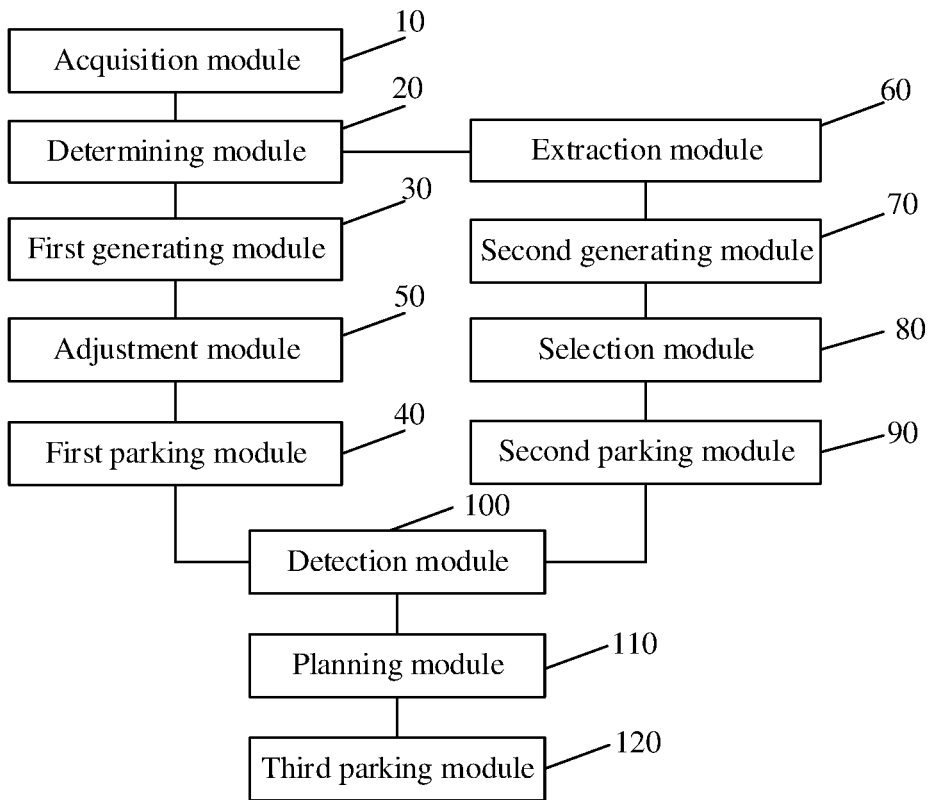 10
Acquisition module
20
Determining module
60
Extraction module
30
First generating module
70
Second generating module
50
Adjustment module
80
Selection module
40
First parking module
90
Second parking module
100
Detection module
110
Planning module
120
Third parking module